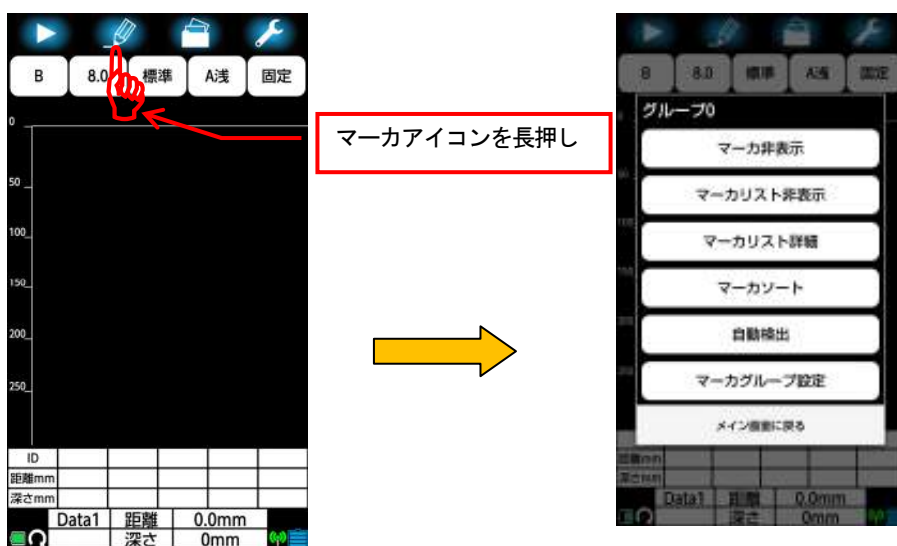 B 8.0 標準 A浅 固定
0
50
100
150
200
250
ID
距離mm
深さmm
Data1 距離 0.0mm
深さ 0mm
マーカアイコンを長押し
B 8.0 標準 A浅 固定
グループ0
マーカ非表示
マーカリスト非表示
マーカリスト詳細
マーカソート
自動検出
マーカグループ設定
メイン画面に戻る
距離mm
深さmm
Data1 距離 0.0mm
深さ 0mm